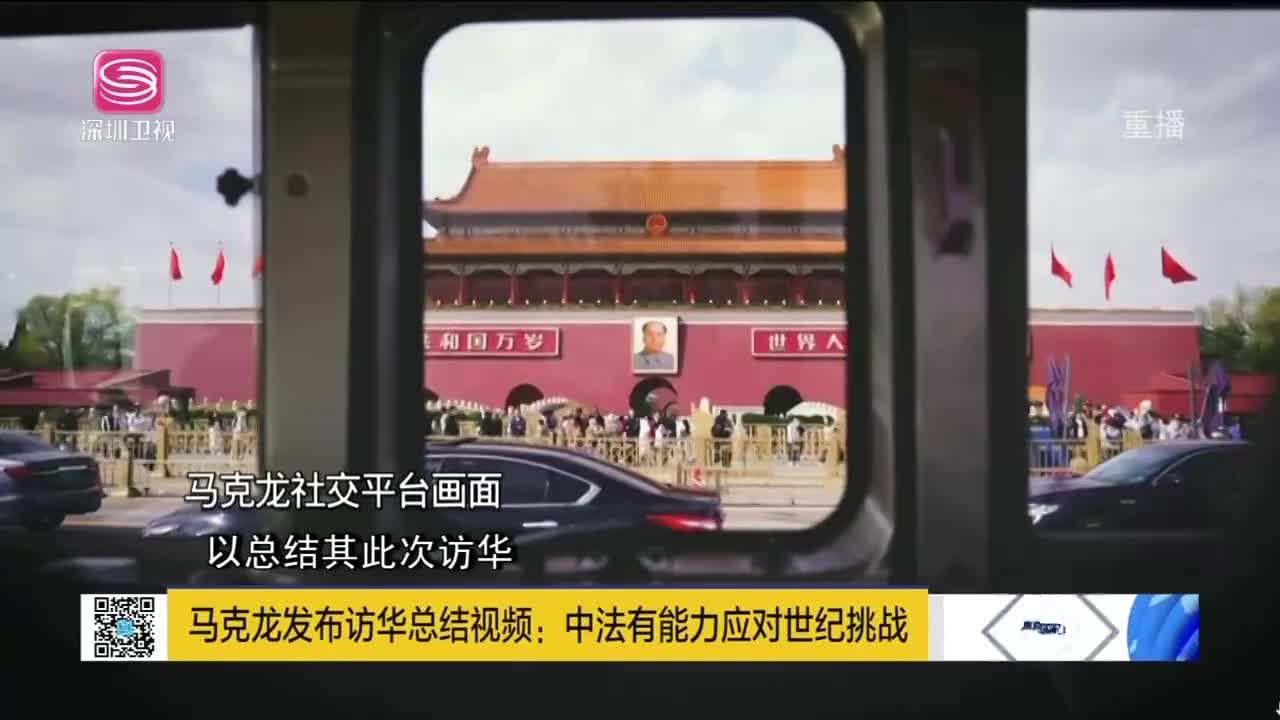 深圳卫视
重播
共和国万岁
世界人
马克龙社交平台画面
以总结其此次访华
马克龙发布访华总结视频：中法有能力应对世纪挑战